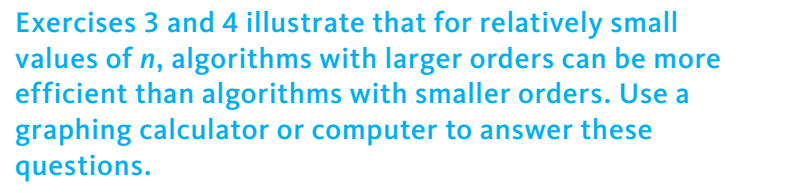 Exercises 3 and 4 illustrate that for relatively small
values of n, algorithms with larger orders can be more
efficient than algorithms with smaller orders. Use a
graphing calculator or computer to answer these
questions.